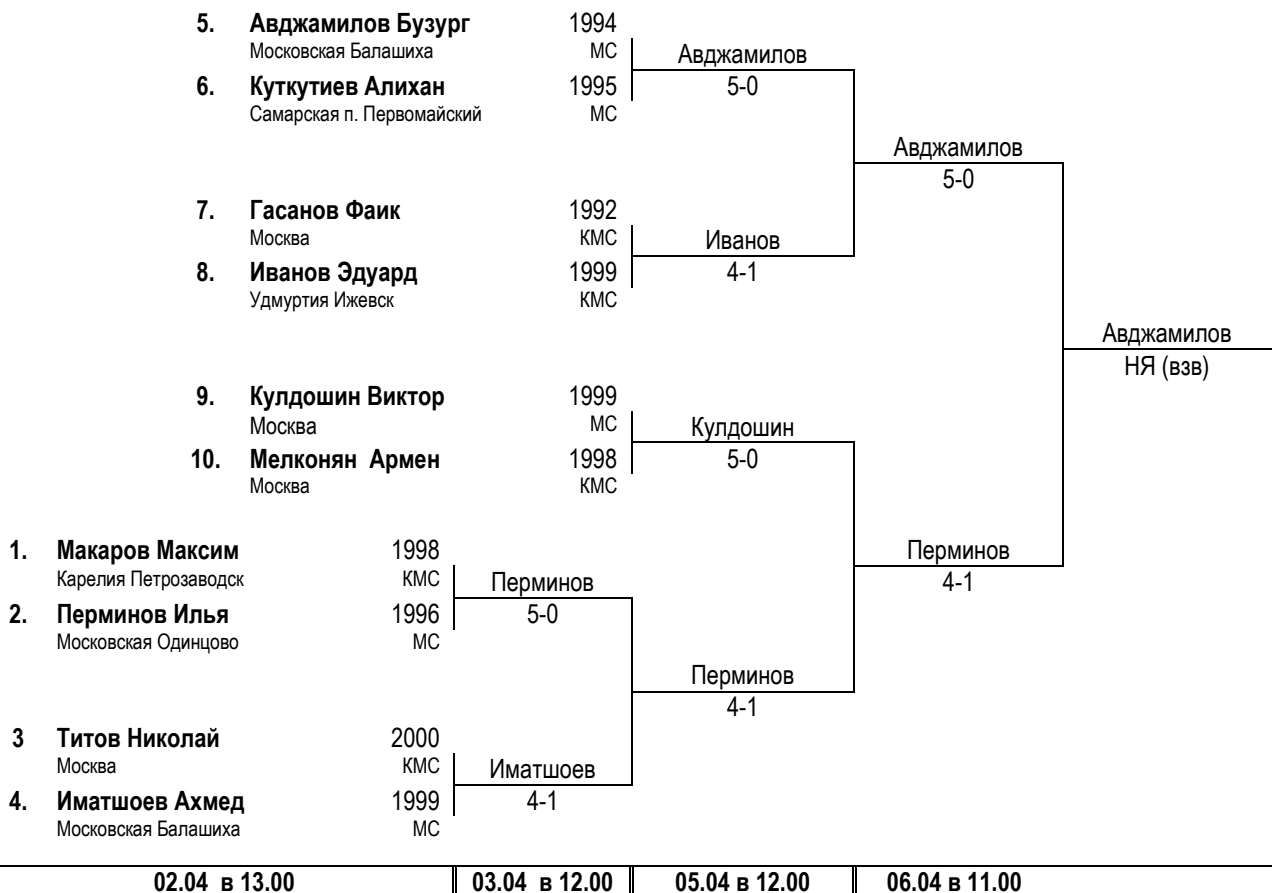 5. Авджамилов Бузург 1994
Московская Балашиха МС
Авджамилов
6. Куткутиев Алихан 1995
5-0
Самарская п. Первомайский МС
Авджамилов
5-0
7. Гасанов Фаик 1992
Москва КМС
Иванов
8. Иванов Эдуард 1999
4-1
Удмуртия Ижевск КМС
Авджамилов
НЯ (взв)
9. Кулдошин Виктор 1999
Москва МС
Кулдошин
10. Мелконян Армен 1998
5-0
Москва КМС
1. Макаров Максим 1998
Перминов
4-1
Карелия Петрозаводск КМС
Перминов
2. Перминов Илья 1996
5-0
Московская Одинцово МС
Перминов
4-1
3 Титов Николай 2000
Москва КМС
Иматшоев
4. Иматшоев Ахмед 1999
4-1
Московская Балашиха МС
02.04 в 13.00 03.04 в 12.00 05.04 в 12.00 06.04 в 11.00